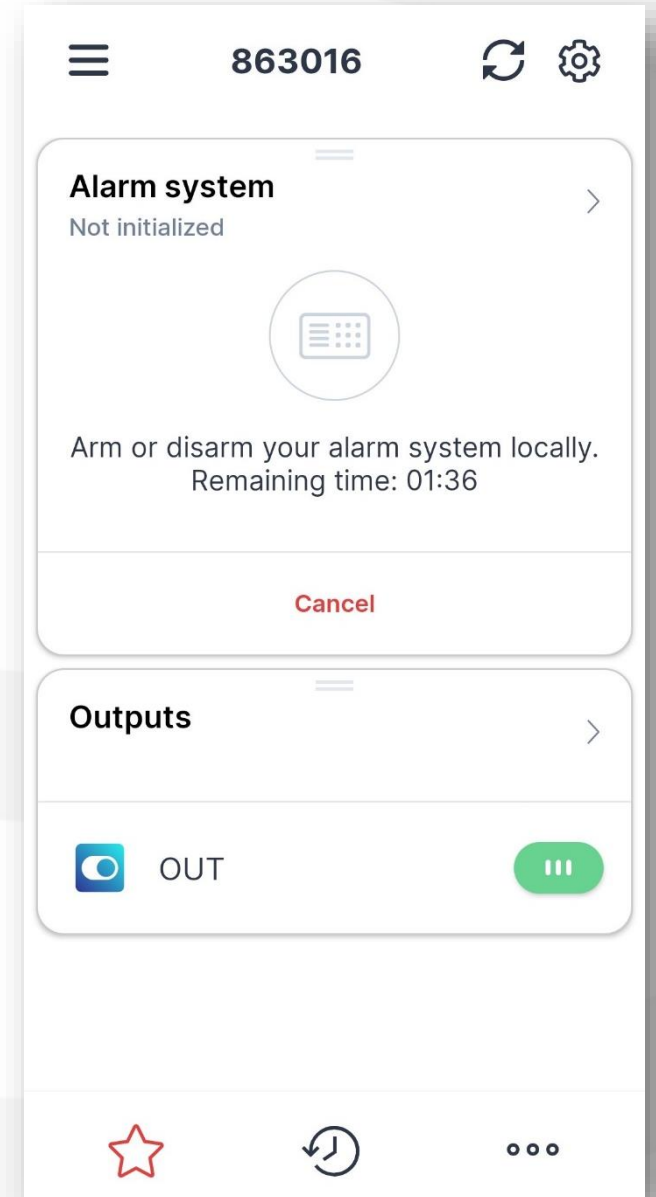 863016
Alarm system
Not initialized
Arm or disarm your alarm system locally.
Remaining time: 01:36
Cancel
Outputs
OUT